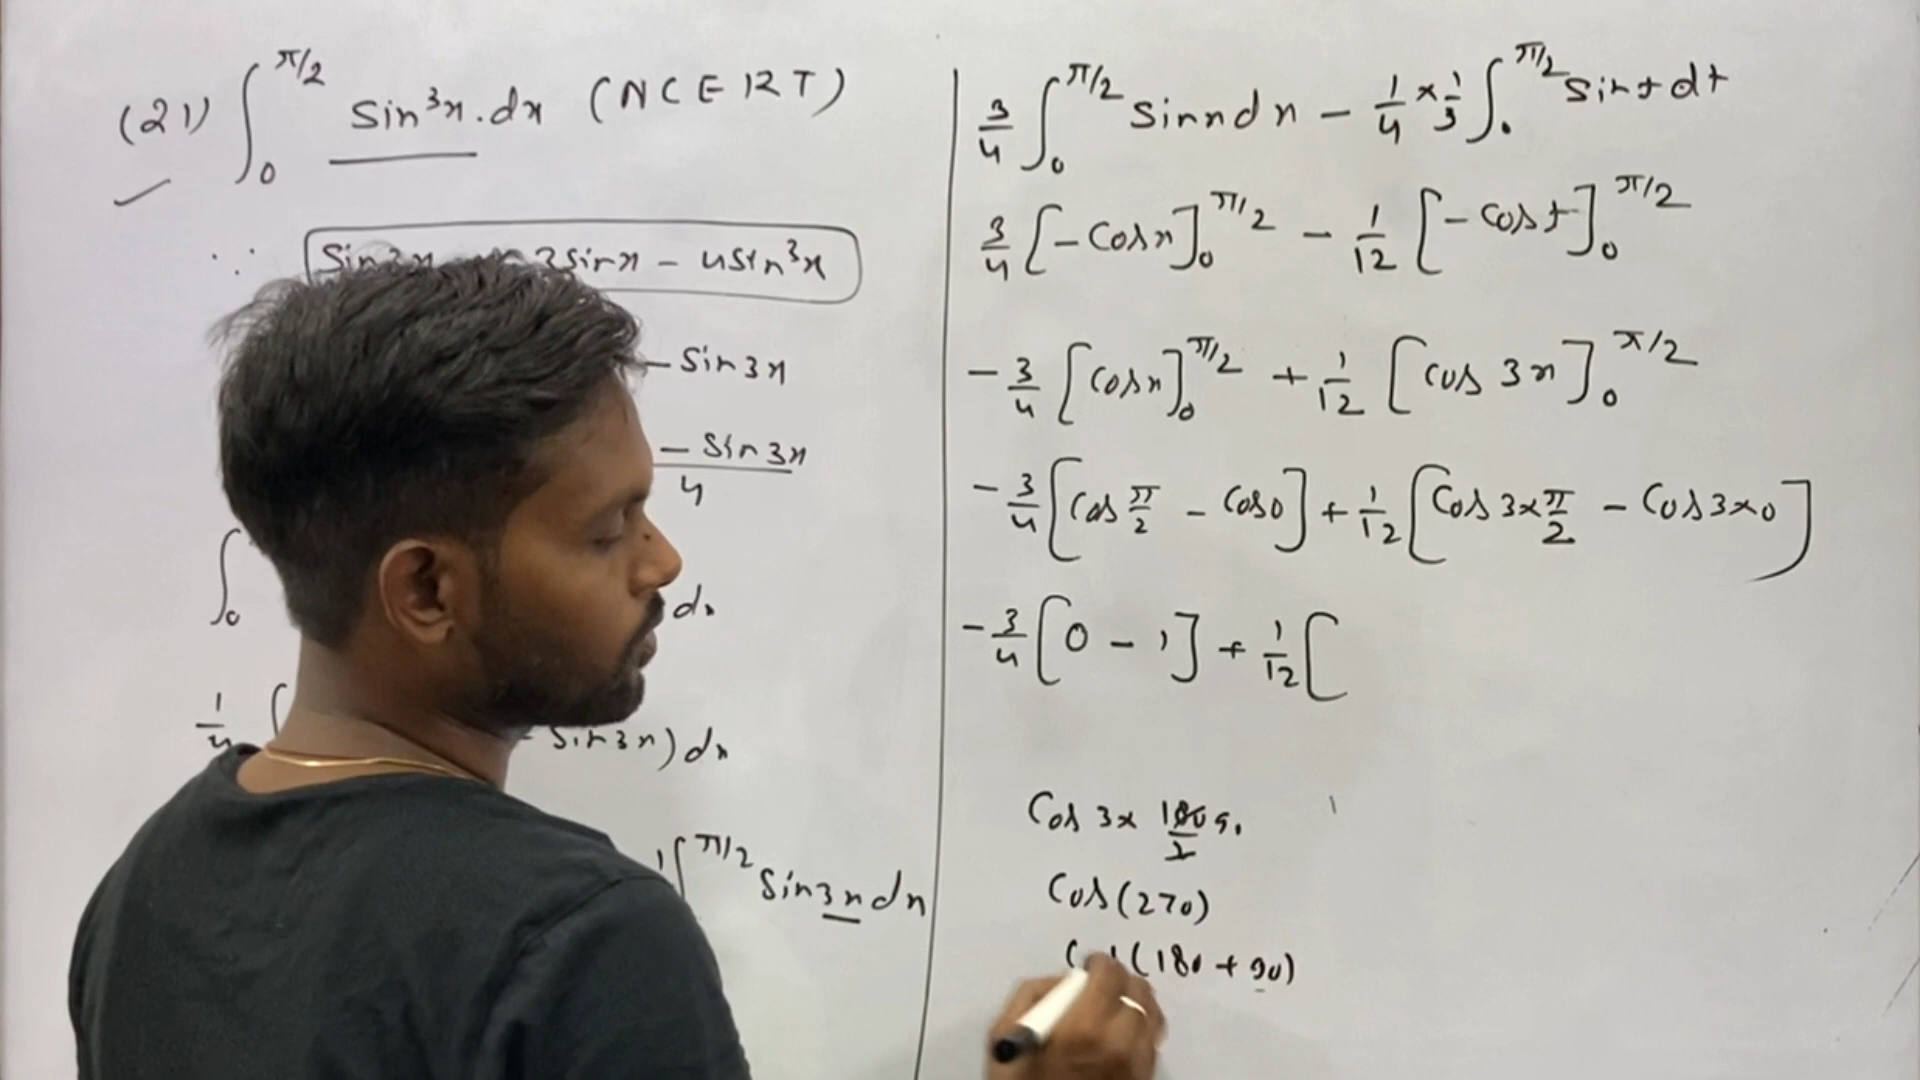 (21) ∫₀^π/2 sin³x . dx (NCERT)
∵ Sin3x = 3sinx - 4sin³x
- Sin3x
- Sin3x
4
∫₀ dx
1/4 ( - sin3x) dx
∫^π/2 sin3x dx
3/4 ∫₀^π/2 sinx dx - 1/4 × 1/3 ∫₀^π/2 sint dt
3/4 [-Cosx]₀^π/2 - 1/12 [-Cost]₀^π/2
-3/4 [Cosx]₀^π/2 + 1/12 [Cos 3x]₀^π/2
-3/4 [Cos π/2 - Cos0] + 1/12 [Cos 3×π/2 - Cos3×0]
-3/4 [0 - 1] + 1/12 [
Cos 3× 180/2 90
Cos(270)
(180 + 90)